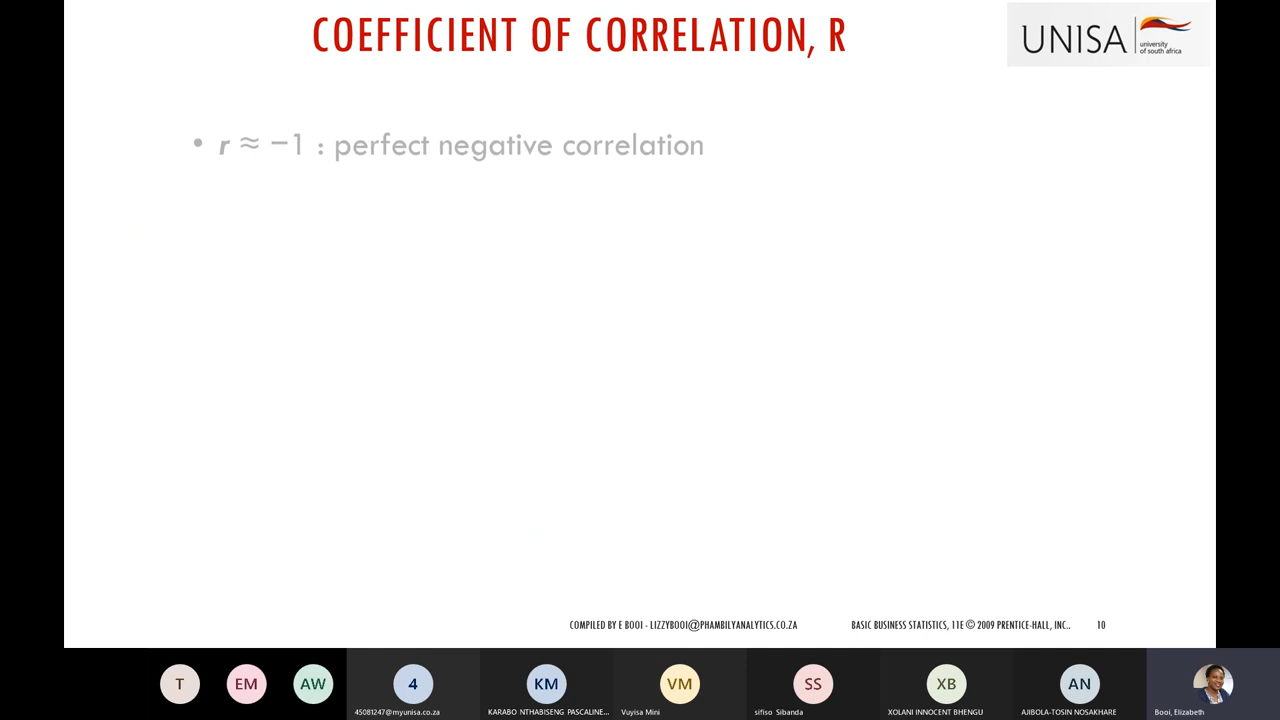 COEFFICIENT OF CORRELATION, R
UNISA
university
of south africa
• r ≈ −1 : perfect negative correlation
COMPILED BY E BOOI - LIZZYBOOI@PHAMBILYANALYTICS.CO.ZA
BASIC BUSINESS STATISTICS, 11E © 2009 PRENTICE-HALL, INC..
10
T
EM
AW
4
45081247@myunisa.co.za
KM
KARABO NTHABISENG PASCALINE...
VM
Vuyisa Mini
SS
sifiso Sibanda
XB
XOLANI INNOCENT BHENGU
AN
AJIBOLA-TOSIN NOSAKHARE
Booi, Elizabeth